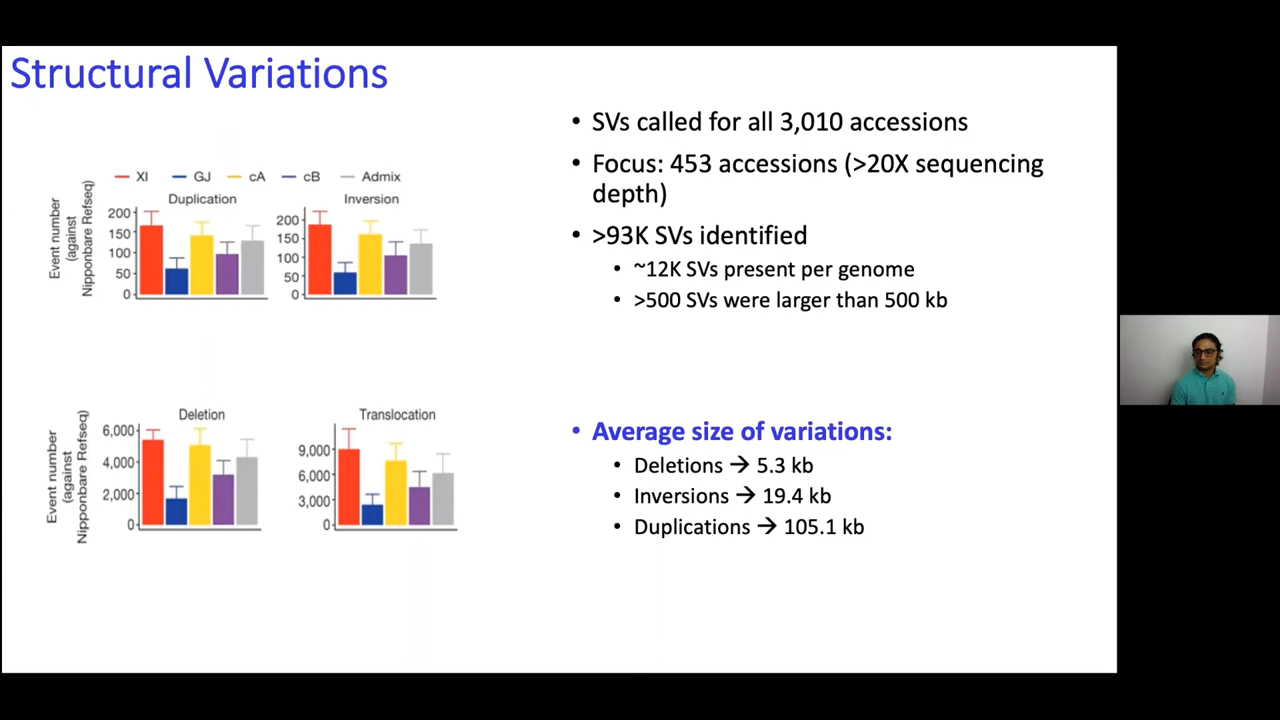 Structural Variations
XI GJ cA cB Admix
Duplication
Inversion
Event number
(against
Nipponbare Refseq)
200
150
100
50
0
200
150
100
50
0
Deletion
Translocation
Event number
(against
Nipponbare Refseq)
6,000
4,000
2,000
0
9,000
6,000
3,000
0
• SVs called for all 3,010 accessions
• Focus: 453 accessions (>20X sequencing
depth)
• >93K SVs identified
• ~12K SVs present per genome
• >500 SVs were larger than 500 kb
• Average size of variations:
• Deletions → 5.3 kb
• Inversions → 19.4 kb
• Duplications → 105.1 kb